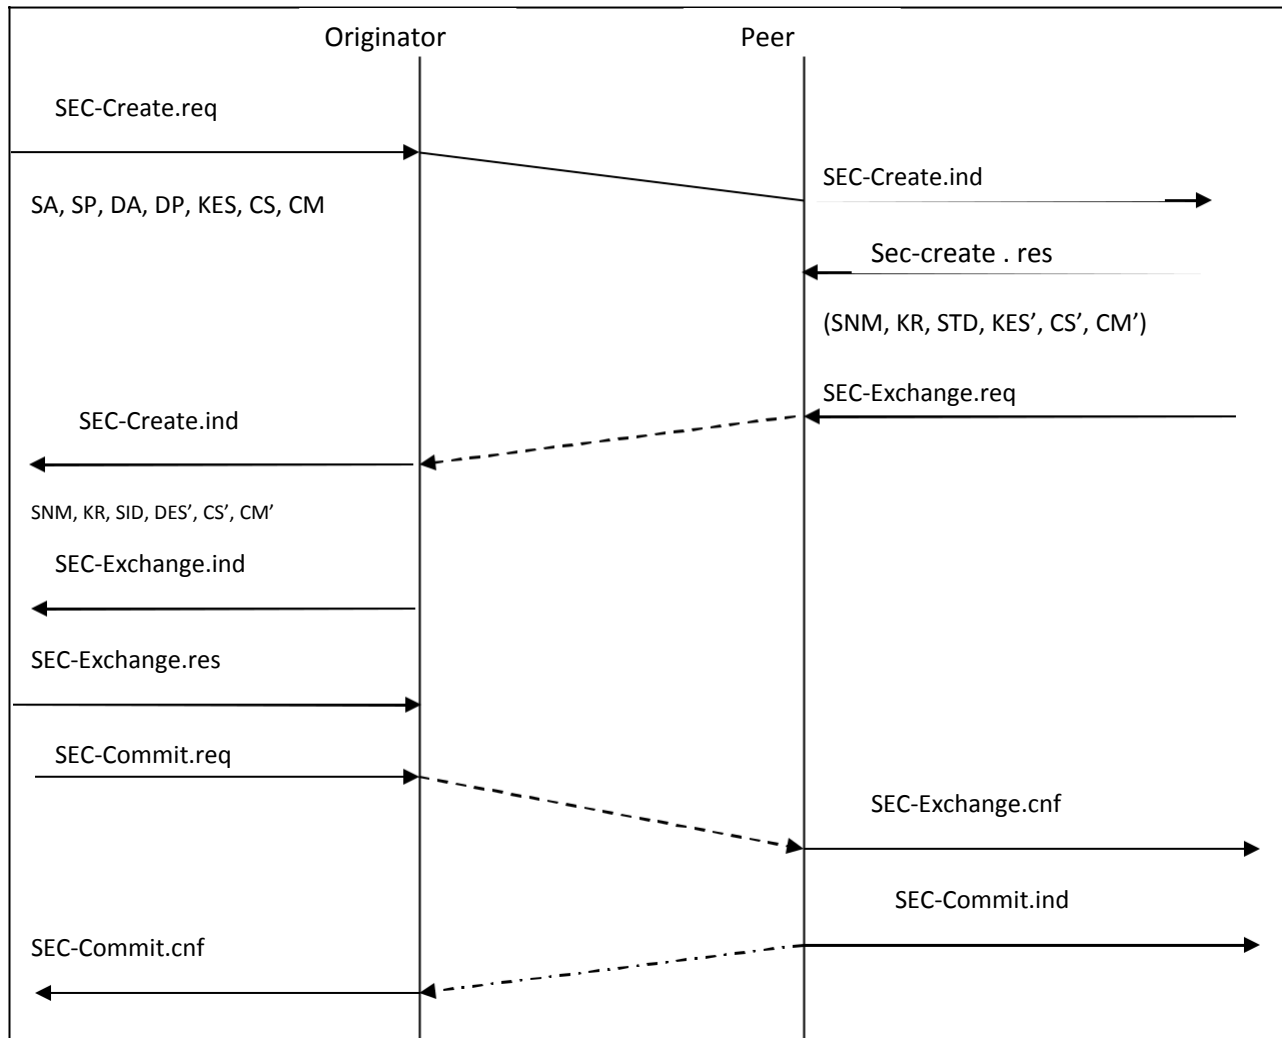 Originator
Peer
SEC-Create.req
SEC-Create.ind
SA, SP, DA, DP, KES, CS, CM
Sec-create . res
(SNM, KR, STD, KES’, CS’, CM’)
SEC-Exchange.req
SEC-Create.ind
SNM, KR, SID, DES’, CS’, CM’
SEC-Exchange.ind
SEC-Exchange.res
SEC-Commit.req
SEC-Exchange.cnf
SEC-Commit.ind
SEC-Commit.cnf